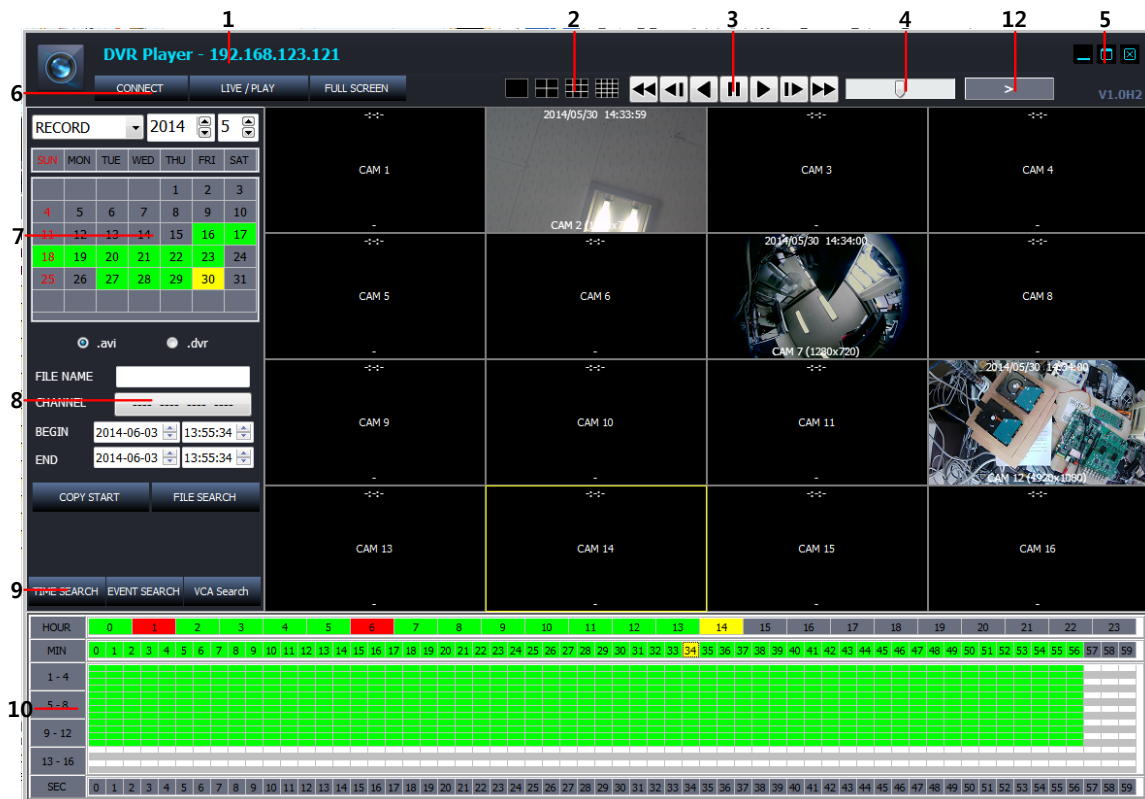 1 2 3 4 12 5
DVR Player - 192.168.123.121
6 CONNECT LIVE / PLAY FULL SCREEN > V1.0H2
RECORD 2014 5
SUN MON TUE WED THU FRI SAT
1 2 3
4 5 6 7 8 9 10
7 11 12 13 14 15 16 17
18 19 20 21 22 23 24
25 26 27 28 29 30 31
.avi .dvr
FILE NAME
8 CHANNEL ---- ---- ---- ----
BEGIN 2014-06-03 13:55:34
END 2014-06-03 13:55:34
COPY START FILE SEARCH
9 TIME SEARCH EVENT SEARCH VCA Search
-:-:- 2014/05/30 14:33:59 -:-:- -:-:-
CAM 1 CAM 3 CAM 4
- CAM 2 - -
-:-:- -:-:- 2014/05/30 14:34:00 -:-:-
CAM 5 CAM 6 CAM 8
- - CAM 7 (1280x720) -
-:-:- -:-:- -:-:- 2014/05/30 14:34:00
CAM 9 CAM 10 CAM 11
- - - CAM 12 (4920x1080)
-:-:- -:-:- -:-:- -:-:-
CAM 13 CAM 14 CAM 15 CAM 16
- - - -
HOUR 0 1 2 3 4 5 6 7 8 9 10 11 12 13 14 15 16 17 18 19 20 21 22 23
MIN 0 1 2 3 4 5 6 7 8 9 10 11 12 13 14 15 16 17 18 19 20 21 22 23 24 25 26 27 28 29 30 31 32 33 34 35 36 37 38 39 40 41 42 43 44 45 46 47 48 49 50 51 52 53 54 55 56 57 58 59
1 - 4
10 5 - 8
9 - 12
13 - 16
SEC 0 1 2 3 4 5 6 7 8 9 10 11 12 13 14 15 16 17 18 19 20 21 22 23 24 25 26 27 28 29 30 31 32 33 34 35 36 37 38 39 40 41 42 43 44 45 46 47 48 49 50 51 52 53 54 55 56 57 58 59